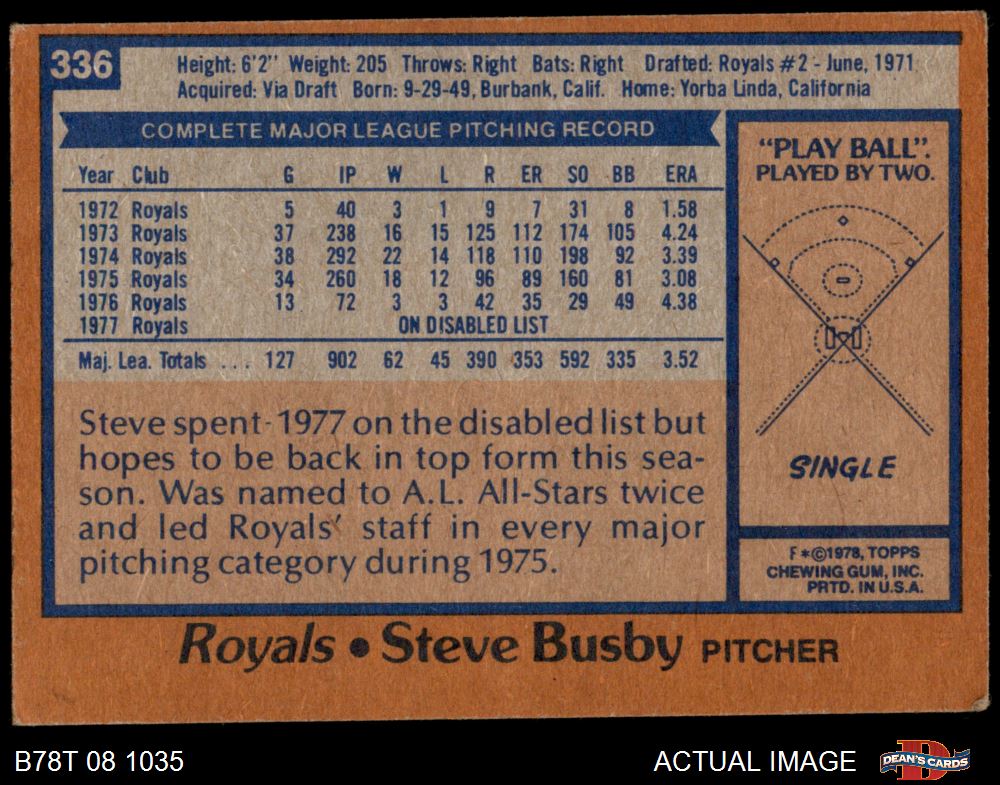 336
Height: 6'2" Weight: 205 Throws: Right Bats: Right Drafted: Royals #2 - June, 1971
Acquired: Via Draft Born: 9-29-49, Burbank, Calif. Home: Yorba Linda, California
COMPLETE MAJOR LEAGUE PITCHING RECORD
Year Club G IP W L R ER SO BB ERA
1972 Royals 5 40 3 1 9 7 31 8 1.58
1973 Royals 37 238 16 15 125 112 174 105 4.24
1974 Royals 38 292 22 14 118 110 198 92 3.39
1975 Royals 34 260 18 12 96 89 160 81 3.08
1976 Royals 13 72 3 3 42 35 29 49 4.38
1977 Royals ON DISABLED LIST
Maj. Lea. Totals ... 127 902 62 45 390 353 592 335 3.52
Steve spent 1977 on the disabled list but
hopes to be back in top form this sea-
son. Was named to A.L. All-Stars twice
and led Royals' staff in every major
pitching category during 1975.
"PLAY BALL".
PLAYED BY TWO.
SINGLE
F*©1978, TOPPS
CHEWING GUM, INC.
PRTD. IN U.S.A.
Royals • Steve Busby PITCHER
B78T 08 1035
ACTUAL IMAGE
D
DEAN'S CARDS